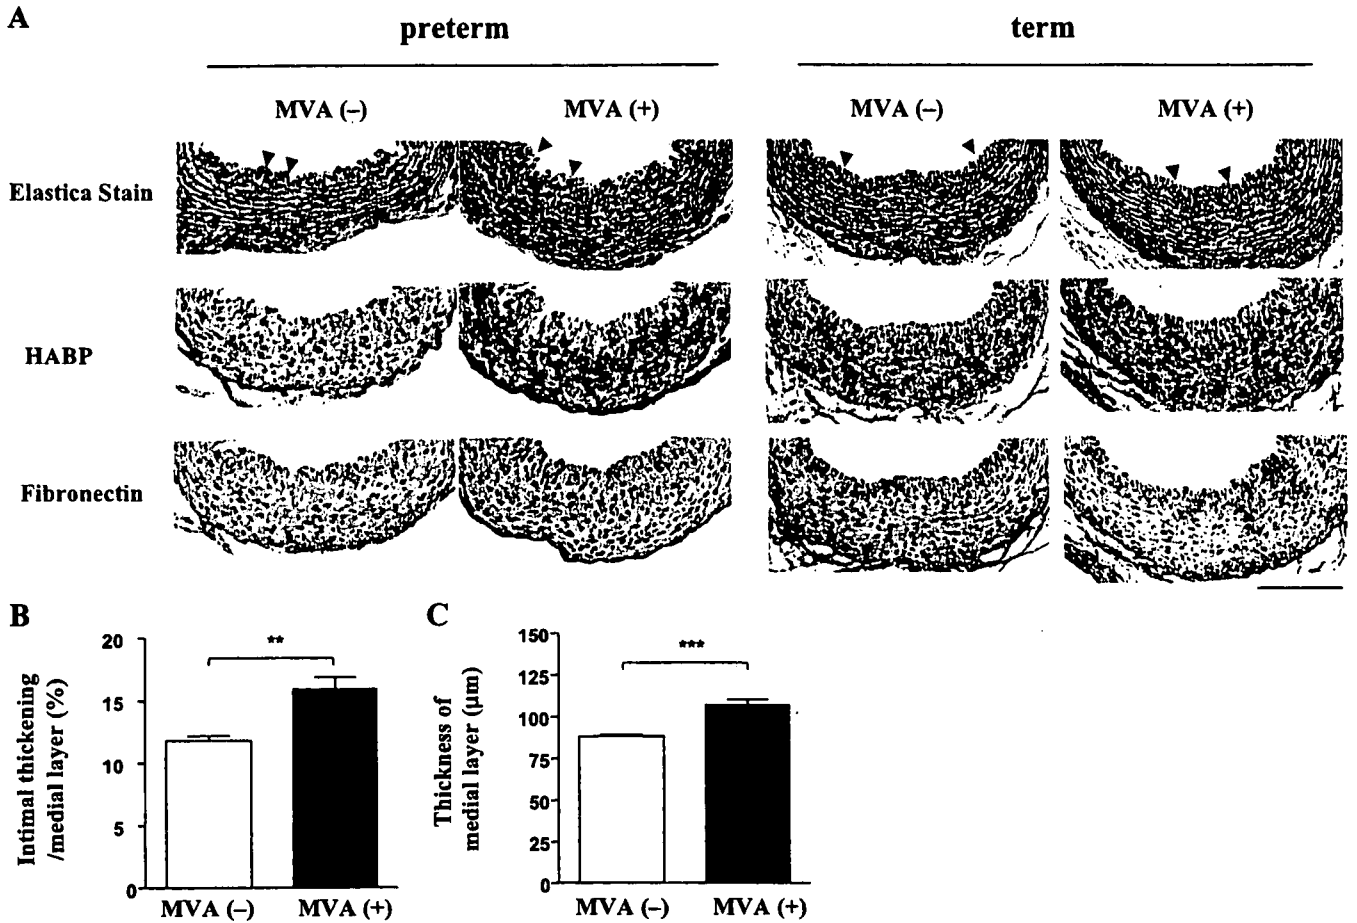 A
preterm
term
MVA (–)
MVA (+)
MVA (–)
MVA (+)
Elastica Stain
HABP
Fibronectin
B
Intimal thickening
/medial layer (%)
20
15
10
5
0
**
MVA (–)
MVA (+)
C
Thickness of
medial layer (μm)
150
125
100
75
50
25
0
***
MVA (–)
MVA (+)